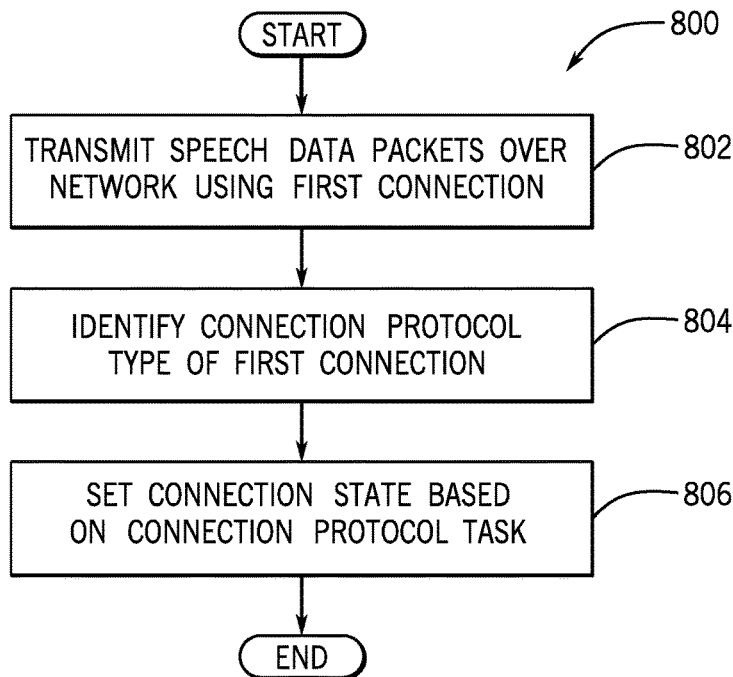 START
800
TRANSMIT SPEECH DATA PACKETS OVER
NETWORK USING FIRST CONNECTION
802
IDENTIFY CONNECTION PROTOCOL
TYPE OF FIRST CONNECTION
804
SET CONNECTION STATE BASED
ON CONNECTION PROTOCOL TASK
806
END